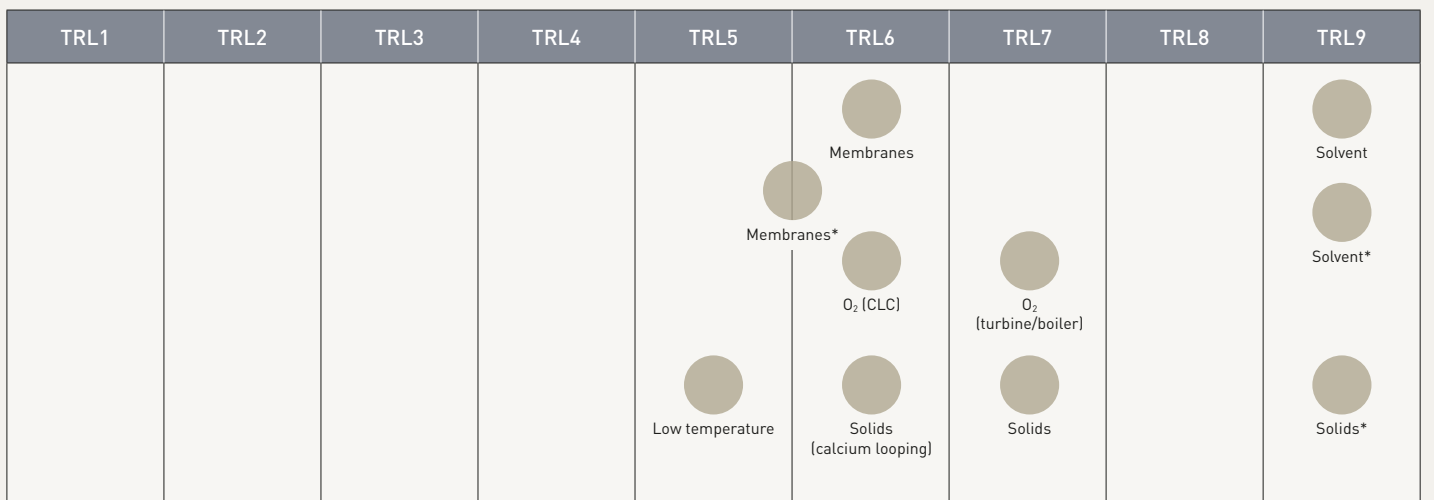 TRL1
TRL2
TRL3
TRL4
TRL5
TRL6
TRL7
TRL8
TRL9
Membranes
Solvent
Membranes*
Solvent*
O₂ (CLC)
O₂
(turbine/boiler)
Low temperature
Solids
(calcium looping)
Solids
Solids*